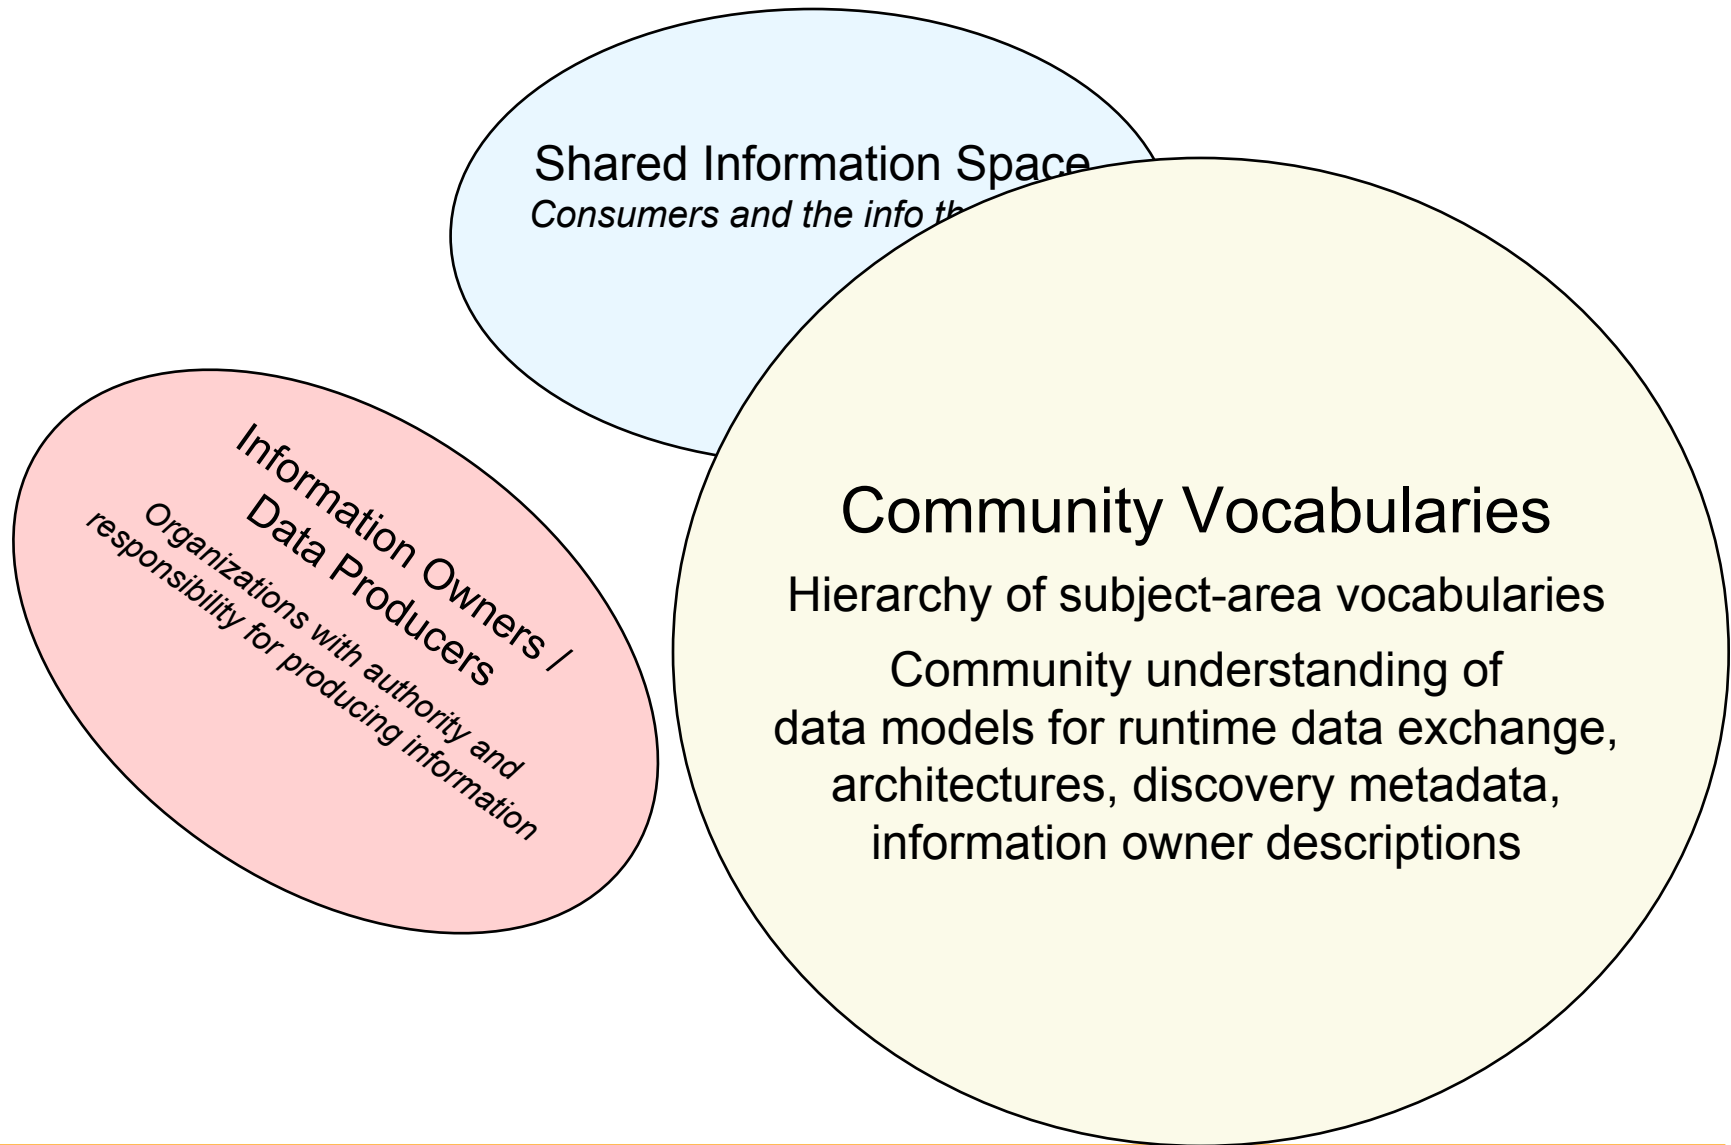 Shared Information Space
Consumers and the info
Information Owners /
Data Producers
Organizations with authority and
responsibility for producing information
Community Vocabularies
Hierarchy of subject-area vocabularies
Community understanding of
data models for runtime data exchange,
architectures, discovery metadata,
information owner descriptions